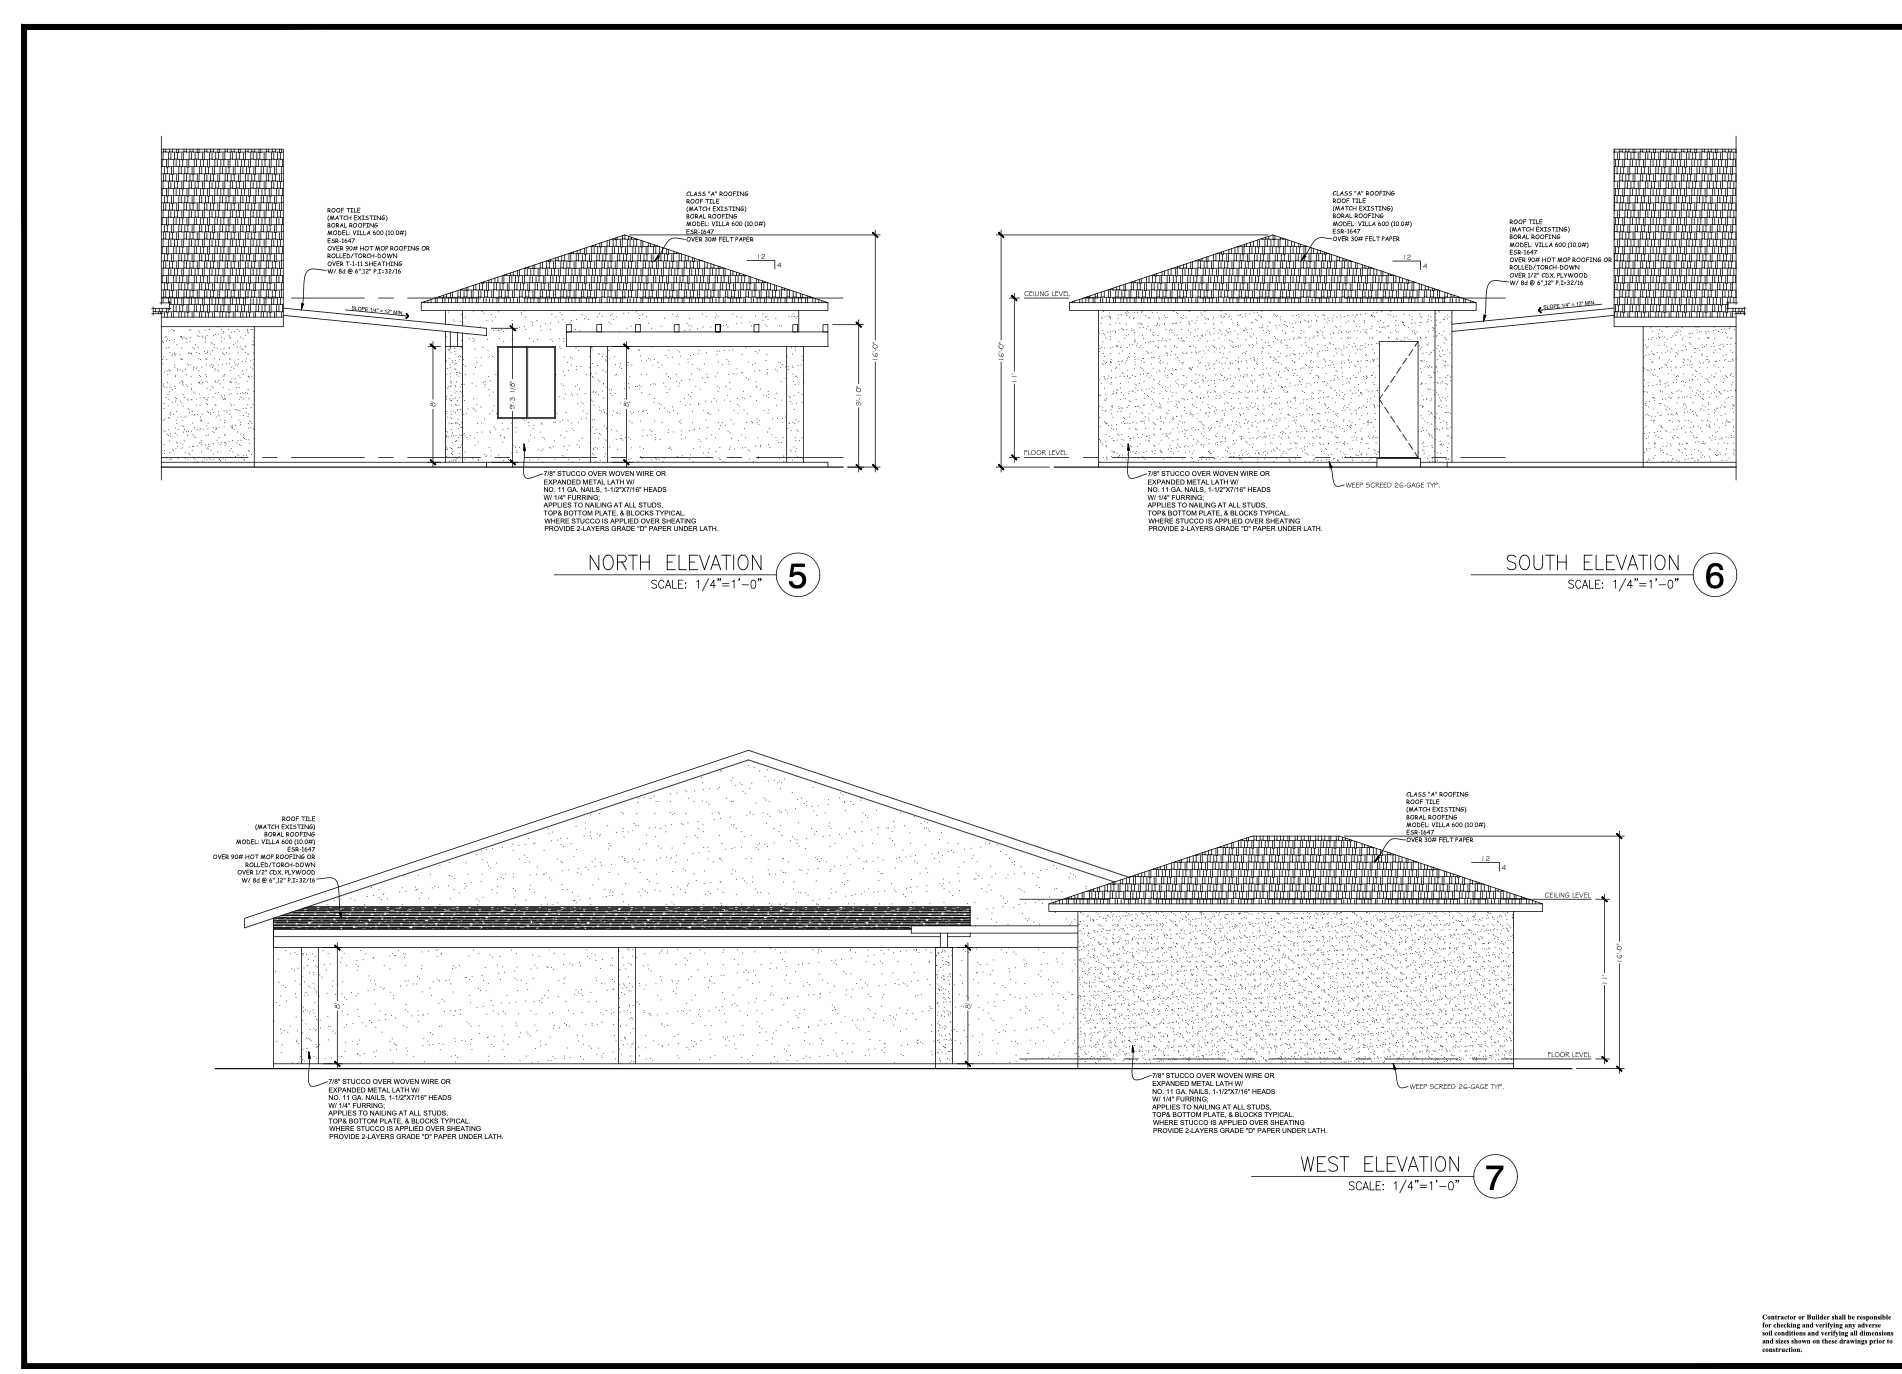 ROOF TILE
(MATCH EXISTING)
BORAL ROOFING
MODEL: VILLA 600 (10.0#)
ESR-1647
OVER 90# HOT MOP ROOFING OR
ROLLED/TORCH-DOWN
OVER T-1-11 SHEATHING
W/ 8d @ 6",12" P.I=32/16
SLOPE 1/4" = 12" MIN.
CLASS "A" ROOFING
ROOF TILE
(MATCH EXISTING)
BORAL ROOFING
MODEL: VILLA 600 (10.0#)
ESR-1647
OVER 30# FELT PAPER
12
4
8'
9'-3 1/8"
8'
9'-10"
16'-0"
7/8" STUCCO OVER WOVEN WIRE OR
EXPANDED METAL LATH W/
NO. 11 GA. NAILS, 1-1/2"X7/16" HEADS
W/ 1/4" FURRING;
APPLIES TO NAILING AT ALL STUDS,
TOP& BOTTOM PLATE, & BLOCKS TYPICAL.
WHERE STUCCO IS APPLIED OVER SHEATING
PROVIDE 2-LAYERS GRADE "D" PAPER UNDER LATH.
NORTH ELEVATION
SCALE: 1/4"=1'-0"
5
CLASS "A" ROOFING
ROOF TILE
(MATCH EXISTING)
BORAL ROOFING
MODEL: VILLA 600 (10.0#)
ESR-1647
OVER 30# FELT PAPER
12
4
ROOF TILE
(MATCH EXISTING)
BORAL ROOFING
MODEL: VILLA 600 (10.0#)
ESR-1647
OVER 90# HOT MOP ROOFING OR
ROLLED/TORCH-DOWN
OVER 1/2" CDX. PLYWOOD
W/ 8d @ 6",12" P.I=32/16
SLOPE 1/4" = 12" MIN.
CEILING LEVEL
16'-0"
11'
FLOOR LEVEL
WEEP SCREED 26-GAGE TYP.
7/8" STUCCO OVER WOVEN WIRE OR
EXPANDED METAL LATH W/
NO. 11 GA. NAILS, 1-1/2"X7/16" HEADS
W/ 1/4" FURRING;
APPLIES TO NAILING AT ALL STUDS,
TOP& BOTTOM PLATE, & BLOCKS TYPICAL.
WHERE STUCCO IS APPLIED OVER SHEATING
PROVIDE 2-LAYERS GRADE "D" PAPER UNDER LATH.
SOUTH ELEVATION
SCALE: 1/4"=1'-0"
6
ROOF TILE
(MATCH EXISTING)
BORAL ROOFING
MODEL: VILLA 600 (10.0#)
ESR-1647
OVER 90# HOT MOP ROOFING OR
ROLLED/TORCH-DOWN
OVER 1/2" CDX. PLYWOOD
W/ 8d @ 6",12" P.I=32/16
CLASS "A" ROOFING
ROOF TILE
(MATCH EXISTING)
BORAL ROOFING
MODEL: VILLA 600 (10.0#)
ESR-1647
OVER 30# FELT PAPER
12
4
CEILING LEVEL
8'
8'
11'
16'-0"
FLOOR LEVEL
WEEP SCREED 26-GAGE TYP.
7/8" STUCCO OVER WOVEN WIRE OR
EXPANDED METAL LATH W/
NO. 11 GA. NAILS, 1-1/2"X7/16" HEADS
W/ 1/4" FURRING;
APPLIES TO NAILING AT ALL STUDS,
TOP& BOTTOM PLATE, & BLOCKS TYPICAL.
WHERE STUCCO IS APPLIED OVER SHEATING
PROVIDE 2-LAYERS GRADE "D" PAPER UNDER LATH.
7/8" STUCCO OVER WOVEN WIRE OR
EXPANDED METAL LATH W/
NO. 11 GA. NAILS, 1-1/2"X7/16" HEADS
W/ 1/4" FURRING;
APPLIES TO NAILING AT ALL STUDS,
TOP& BOTTOM PLATE, & BLOCKS TYPICAL.
WHERE STUCCO IS APPLIED OVER SHEATING
PROVIDE 2-LAYERS GRADE "D" PAPER UNDER LATH.
WEST ELEVATION
SCALE: 1/4"=1'-0"
7
Contractor or Builder shall be responsible
for checking and verifying any adverse
soil conditions and verifying all dimensions
and sizes shown on these drawings prior to
construction.